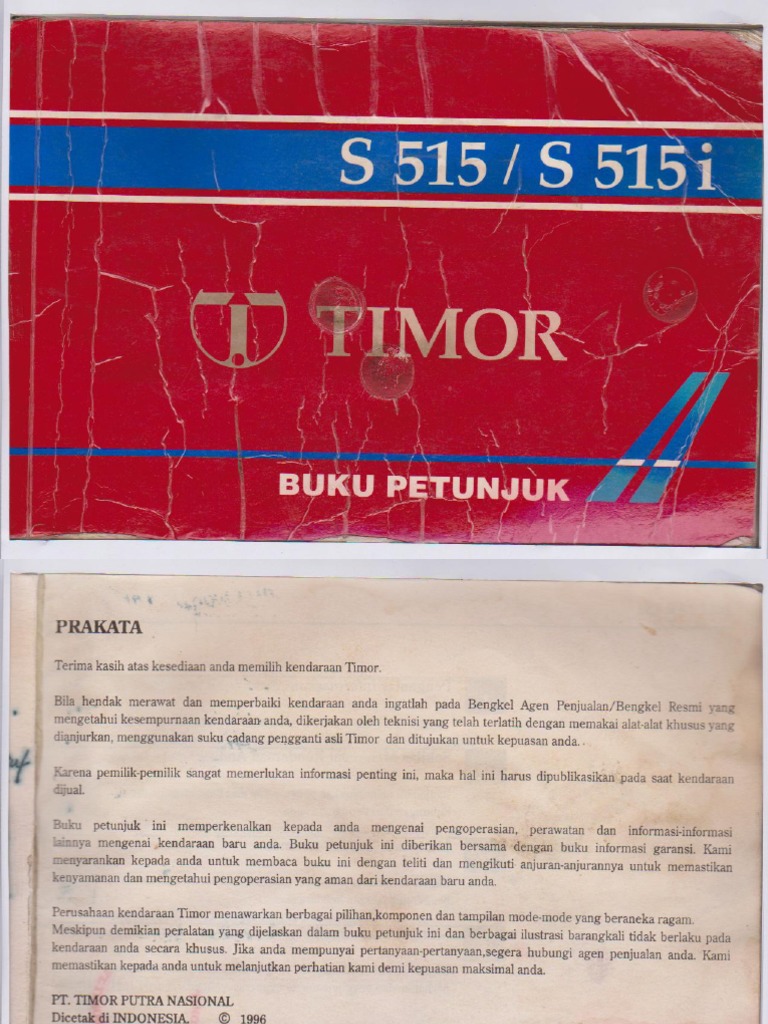 S 515 / S 515 i
TIMOR
BUKU PETUNJUK
PRAKATA
Terima kasih atas kesediaan anda memilih kendaraan Timor.
Bila hendak merawat dan memperbaiki kendaraan anda ingatlah pada Bengkel Agen Penjualan/Bengkel Resmi yang
mengetahui kesempurnaan kendaraan anda, dikerjakan oleh teknisi yang telah terlatih dengan memakai alat-alat khusus yang
dianjurkan, menggunakan suku cadang pengganti asli Timor dan ditujukan untuk kepuasan anda.
Karena pemilik-pemilik sangat memerlukan informasi penting ini, maka hal ini harus dipublikasikan pada saat kendaraan
dijual.
Buku petunjuk ini memperkenalkan kepada anda mengenai pengoperasian, perawatan dan informasi-informasi
lainnya mengenai kendaraan baru anda. Buku petunjuk ini diberikan bersama dengan buku informasi garansi. Kami
menyarankan kepada anda untuk membaca buku ini dengan teliti dan mengikuti anjuran-anjurannya untuk memastikan
kenyamanan dan mengetahui pengoperasian yang aman dari kendaraan baru anda.
Perusahaan kendaraan Timor menawarkan berbagai pilihan,komponen dan tampilan mode-mode yang beraneka ragam.
Meskipun demikian peralatan yang dijelaskan dalam buku petunjuk ini dan berbagai ilustrasi barangkali tidak berlaku pada
kendaraan anda secara khusus. Jika anda mempunyai pertanyaan-pertanyaan,segera hubungi agen penjualan anda. Kami
memastikan kepada anda untuk melanjutkan perhatian kami demi kepuasan maksimal anda.
PT. TIMOR PUTRA NASIONAL
Dicetak di INDONESIA. © 1996